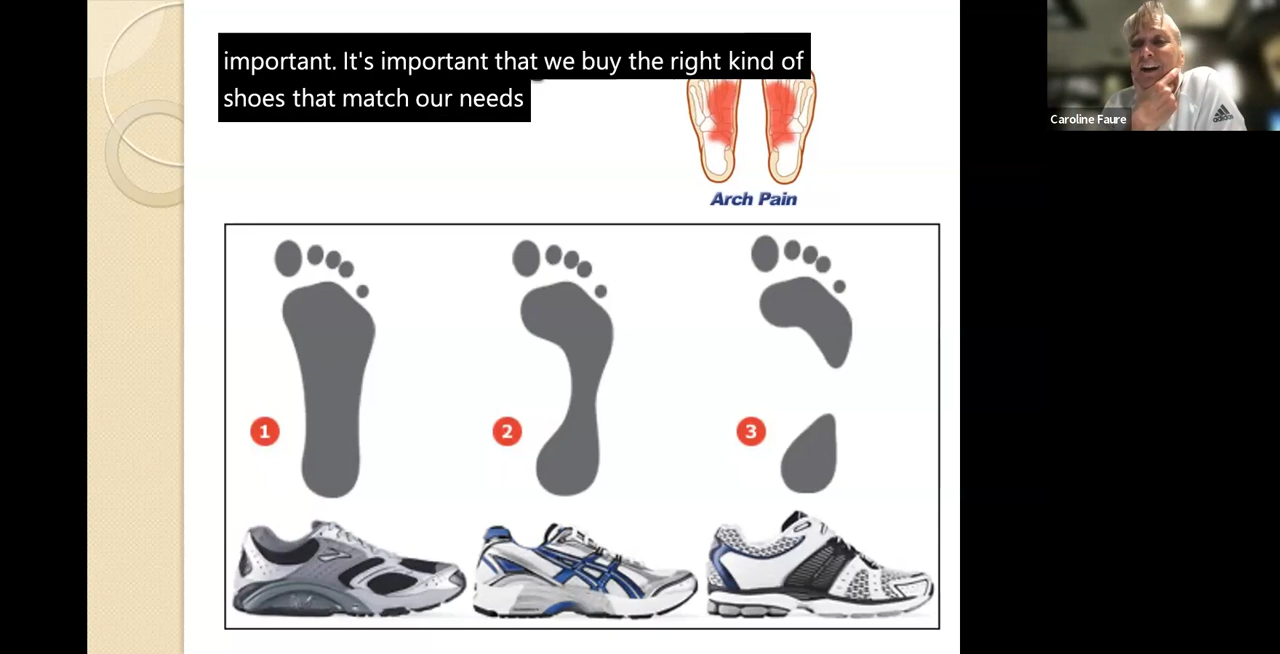 important. It's important that we buy the right kind of
shoes that match our needs
Caroline Faure
adidas
Arch Pain
1
2
3